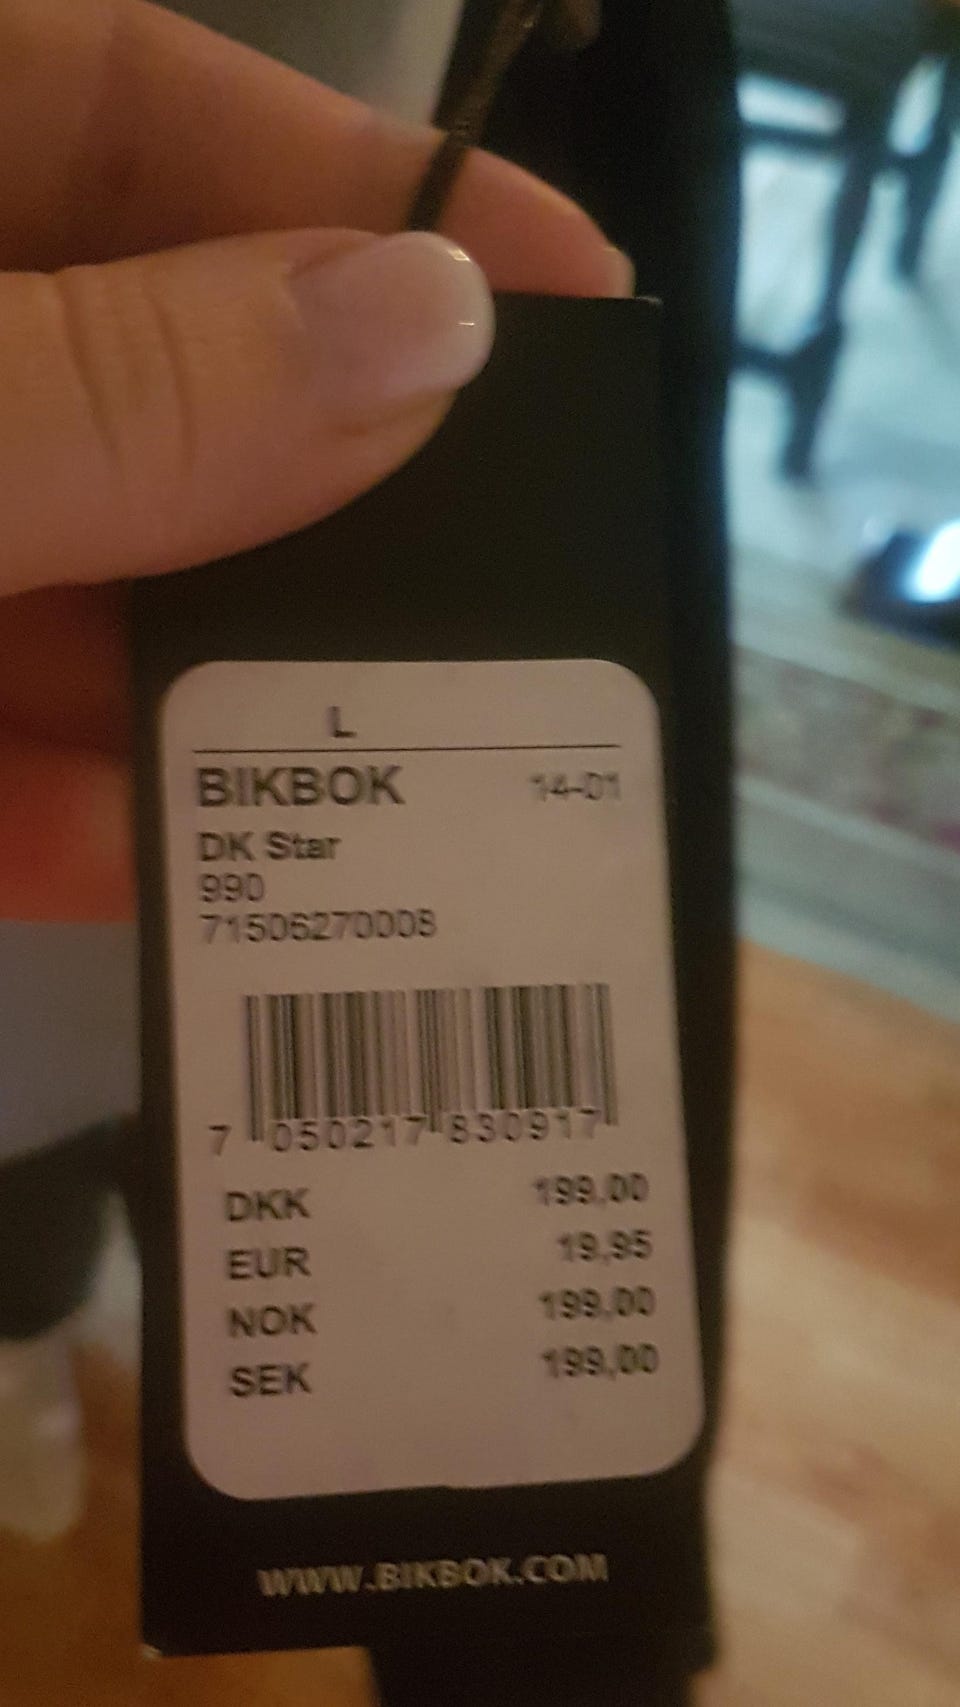 L
BIKBOK 14-01
DK Star
990
71506270008
7 050217 830917
DKK 199,00
EUR 19,95
NOK 199,00
SEK 199,00
WWW.BIKBOK.COM